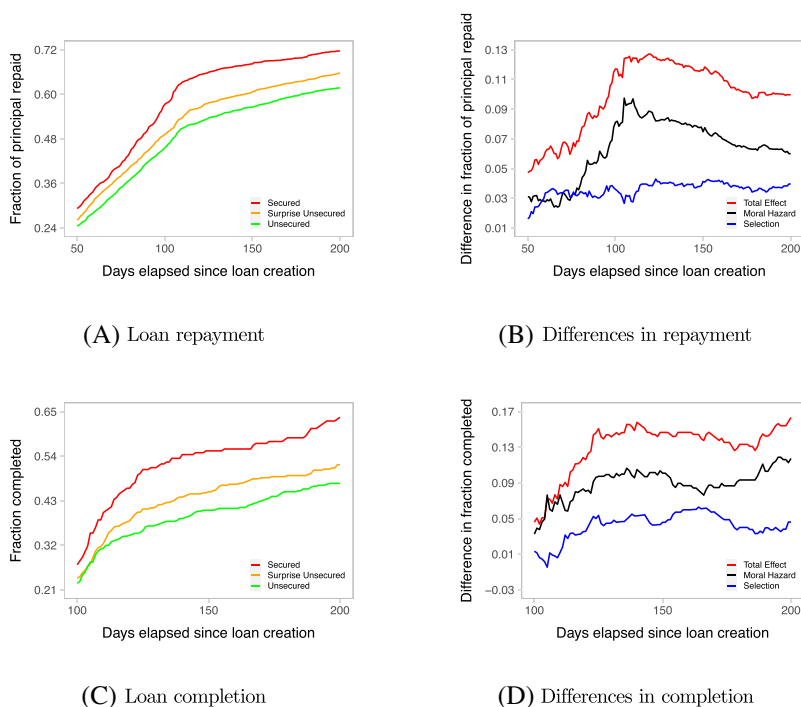 Fraction of principal repaid
0.72
0.60
0.48
0.36
0.24
Secured
Surprise Unsecured
Unsecured
50
100
150
200
Days elapsed since loan creation
(A) Loan repayment
Difference in fraction of principal repaid
0.13
0.11
0.09
0.07
0.05
0.03
0.01
Total Effect
Moral Hazard
Selection
50
100
150
200
Days elapsed since loan creation
(B) Differences in repayment
Fraction completed
0.65
0.54
0.43
0.32
0.21
Secured
Surprise Unsecured
Unsecured
100
150
200
Days elapsed since loan creation
(C) Loan completion
Difference in fraction completed
0.17
0.13
0.09
0.05
0.01
−0.03
Total Effect
Moral Hazard
Selection
100
150
200
Days elapsed since loan creation
(D) Differences in completion